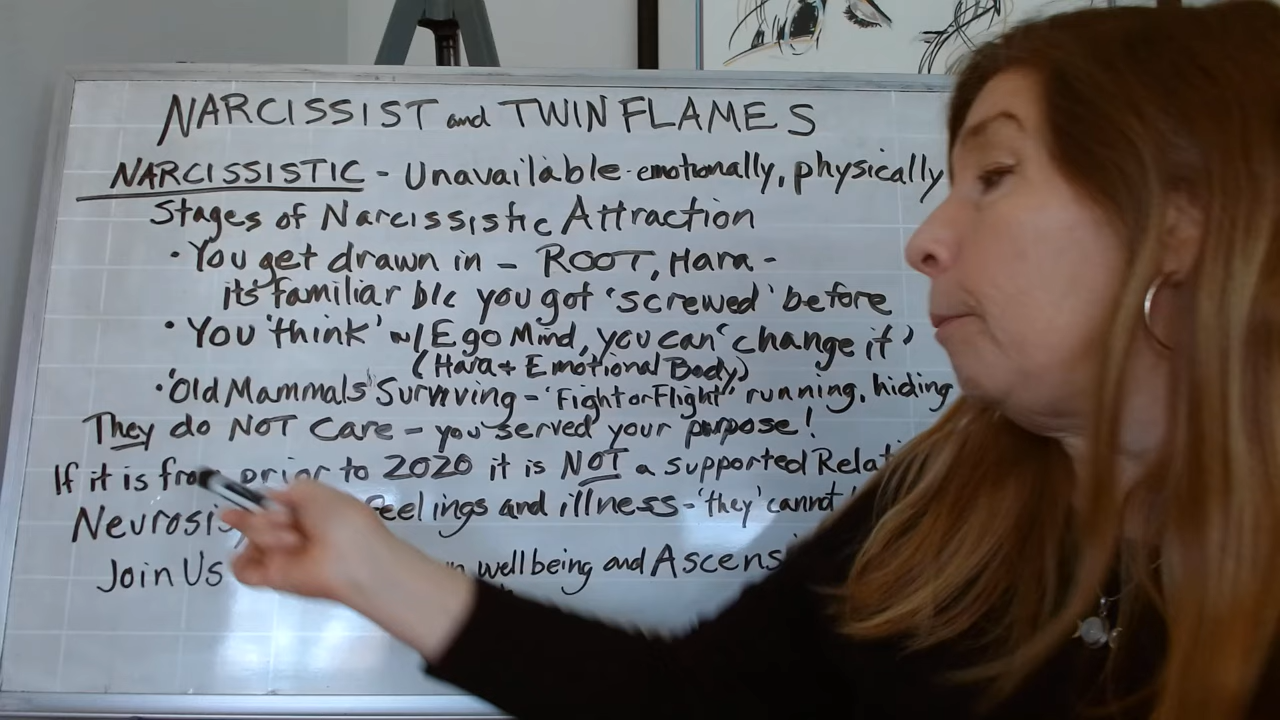 NARCISSIST and TWIN FLAMES
NARCISSISTIC - Unavailable - emotionally, physically
Stages of Narcissistic Attraction
• You get drawn in - ROOT, Hara -
its familiar b/c you got 'screwed' before
• You 'think' w/ Ego Mind, you can 'change it'
(Hara + Emotional Body)
• 'Old Mammals' Surviving - 'Fight or Flight" running, hiding
They do NOT Care - you served your purpose!
If it is from prior to 2020 it is NOT a supported
Neurosis feelings and illness - 'they' cannot
Join Us wellbeing and